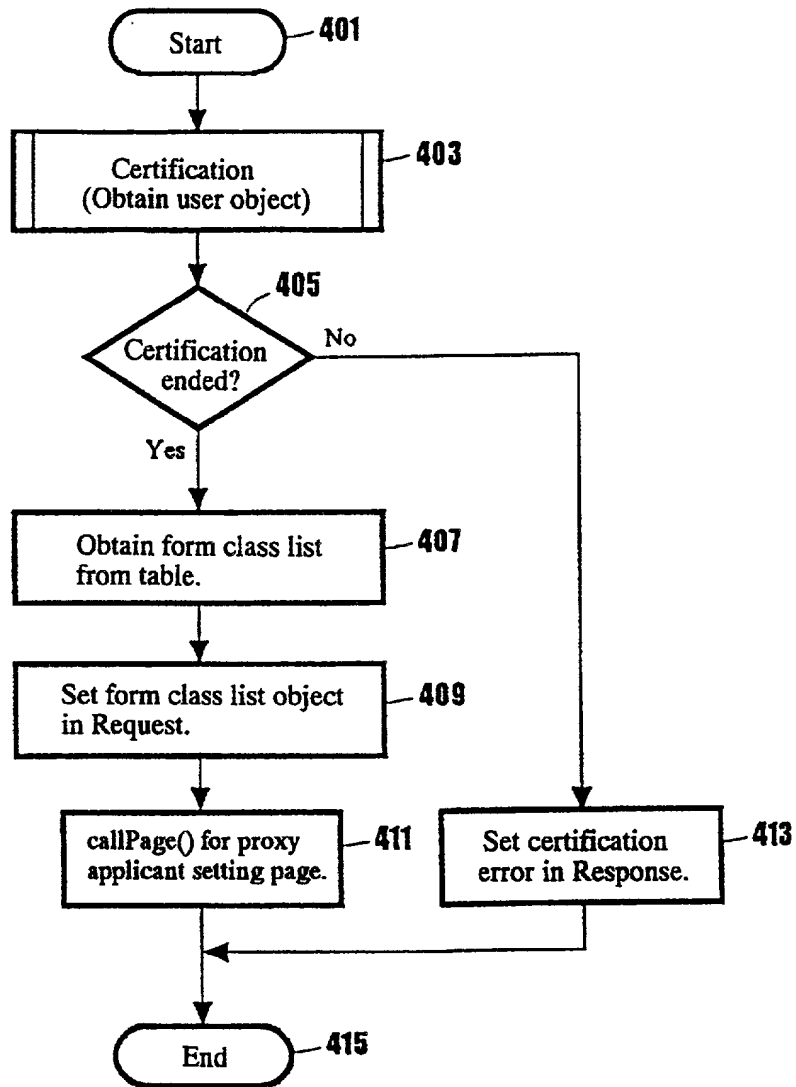 Start
401
Certification
(Obtain user object)
403
405
Certification
ended?
No
Yes
Obtain form class list
from table.
407
Set form class list object
in Request.
409
callPage() for proxy
applicant setting page.
411
Set certification
error in Response.
413
End
415